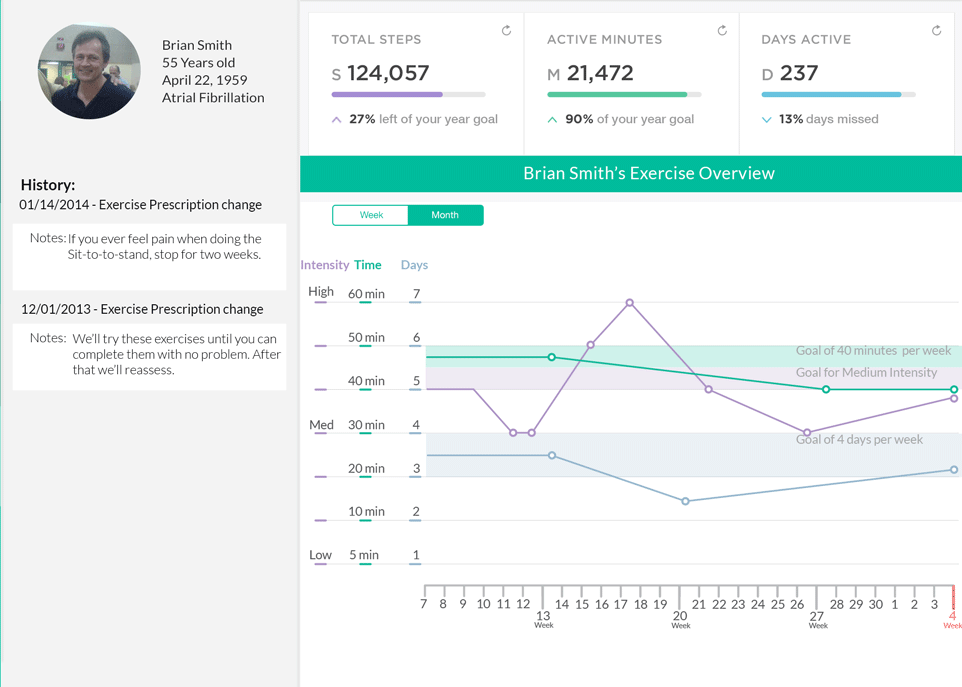 Brian Smith
55 Years old
April 22, 1959
Atrial Fibrillation
History:
01/14/2014 - Exercise Prescription change
Notes: If you ever feel pain when doing the
Sit-to-to-stand, stop for two weeks.
12/01/2013 - Exercise Prescription change
Notes: We'll try these exercises until you can
complete them with no problem. After
that we'll reassess.
TOTAL STEPS
S 124,057
27% left of your year goal
ACTIVE MINUTES
M 21,472
90% of your year goal
DAYS ACTIVE
D 237
13% days missed
Brian Smith's Exercise Overview
Week Month
Intensity Time Days
High 60 min 7
50 min 6
Goal of 40 minutes per week
Goal for Medium Intensity
40 min 5
Med 30 min 4
Goal of 4 days per week
20 min 3
10 min 2
Low 5 min 1
7 8 9 10 11 12 14 15 16 17 18 19 21 22 23 24 25 26 28 29 30 1 2 3
13 20 27 4
Week Week Week Week